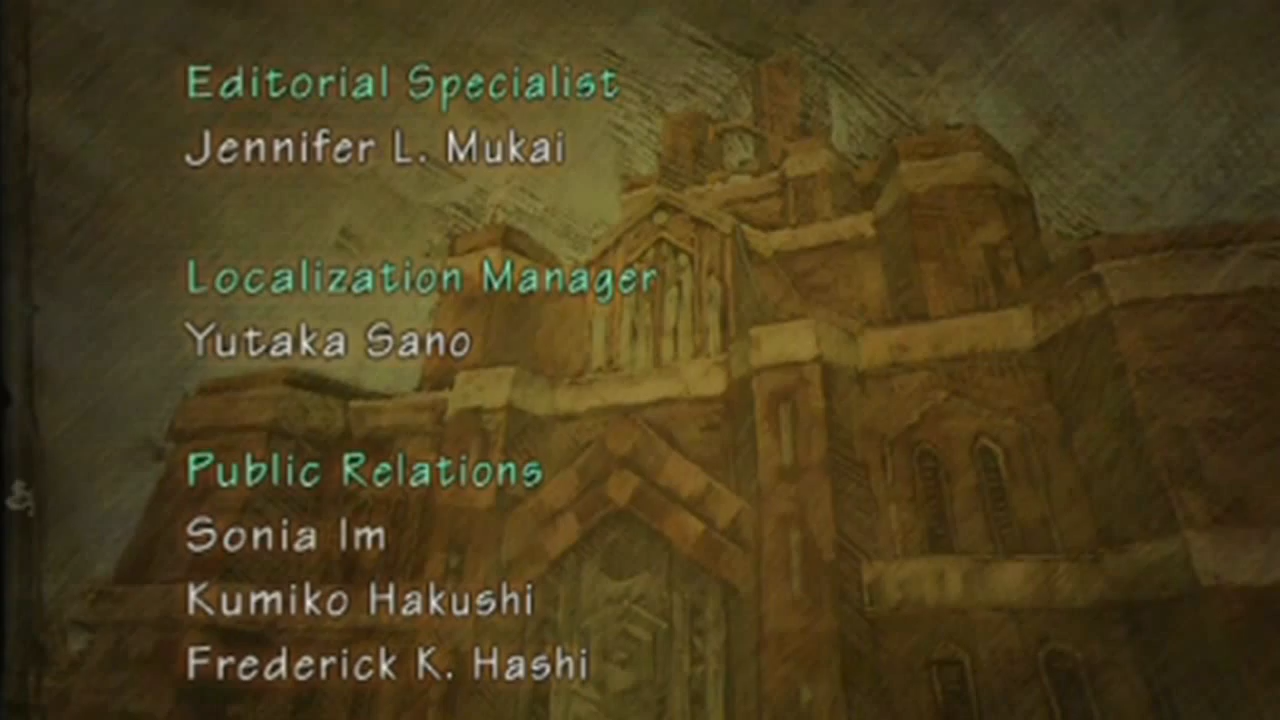 Editorial Specialist
Jennifer L. Mukai
Localization Manager
Yutaka Sano
Public Relations
Sonia Im
Kumiko Hakushi
Frederick K. Hashi